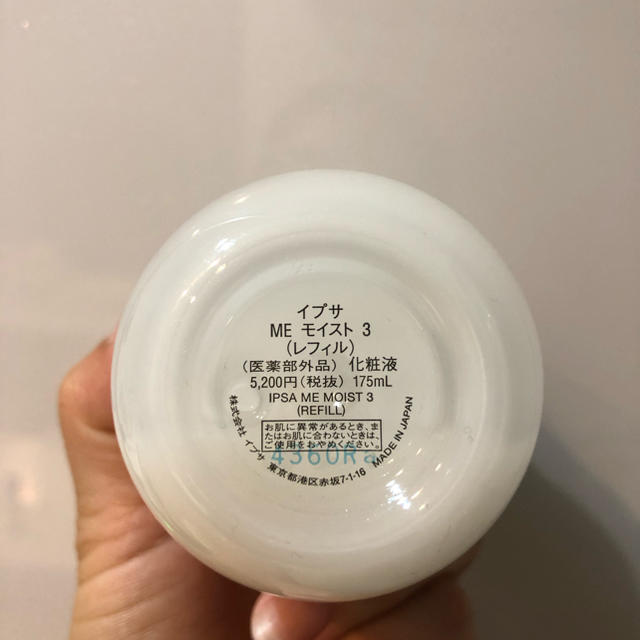 イプサ
ME モイスト 3
(レフィル)
(医薬部外品) 化粧液
5,200円(税抜) 175mL
IPSA ME MOIST 3
(REFILL)
お肌に異常があるとき、ま
たはお肌に合わないときは、
ご使用をおやめください。
4360Ra
株式会社 イプサ 東京都港区赤坂7-1-16 MADE IN JAPAN